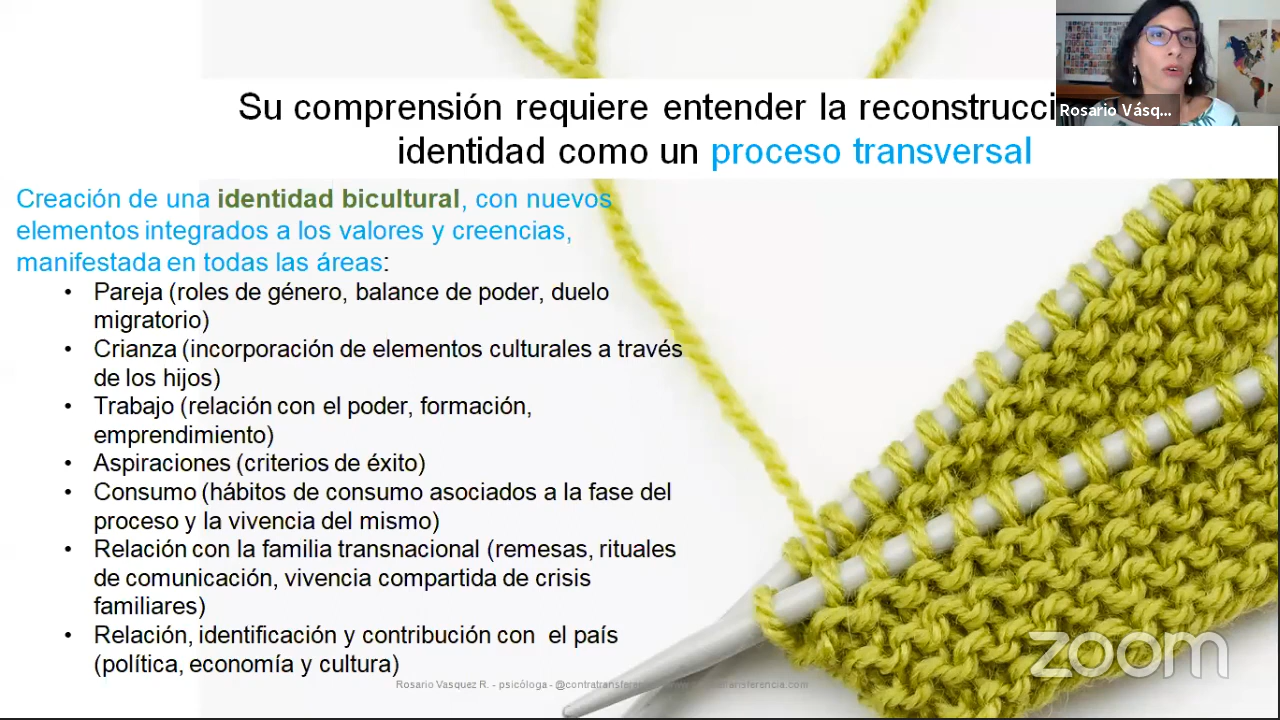 Su comprensión requiere entender la reconstrucci
Rosario Vásq...
identidad como un proceso transversal
Creación de una identidad bicultural, con nuevos
elementos integrados a los valores y creencias,
manifestada en todas las áreas:
• Pareja (roles de género, balance de poder, duelo
migratorio)
• Crianza (incorporación de elementos culturales a través
de los hijos)
• Trabajo (relación con el poder, formación,
emprendimiento)
• Aspiraciones (criterios de éxito)
• Consumo (hábitos de consumo asociados a la fase del
proceso y la vivencia del mismo)
• Relación con la familia transnacional (remesas, rituales
de comunicación, vivencia compartida de crisis
familiares)
• Relación, identificación y contribución con el país
(política, economía y cultura)
zoom
Rosario Vasquez R. - psicóloga -